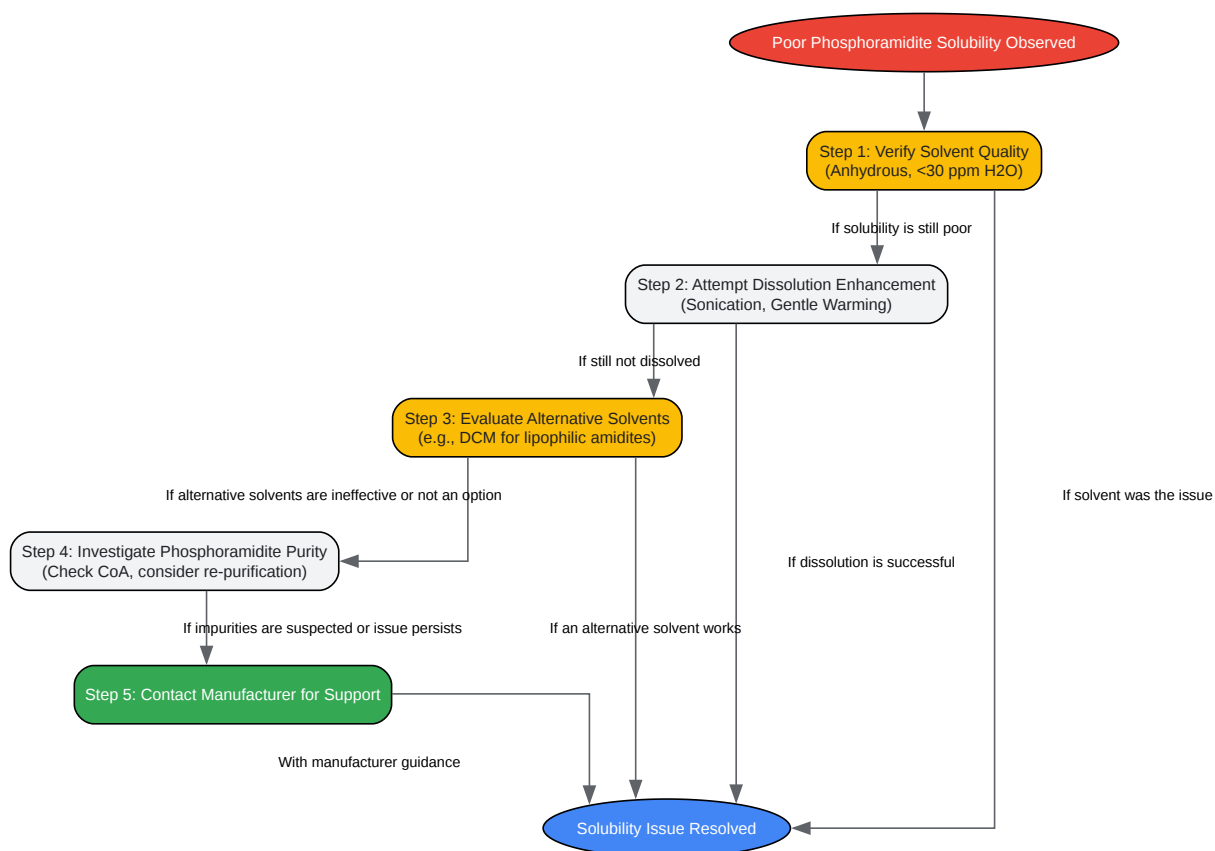 Poor Phosphoramidite Solubility Observed
Step 1: Verify Solvent Quality
(Anhydrous, <30 ppm H2O)
If solubility is still poor
Step 2: Attempt Dissolution Enhancement
(Sonication, Gentle Warming)
If still not dissolved
Step 3: Evaluate Alternative Solvents
(e.g., DCM for lipophilic amidites)
If alternative solvents are ineffective or not an option
If solvent was the issue
Step 4: Investigate Phosphoramidite Purity
(Check CoA, consider re-purification)
If dissolution is successful
If impurities are suspected or issue persists
If an alternative solvent works
Step 5: Contact Manufacturer for Support
With manufacturer guidance
Solubility Issue Resolved